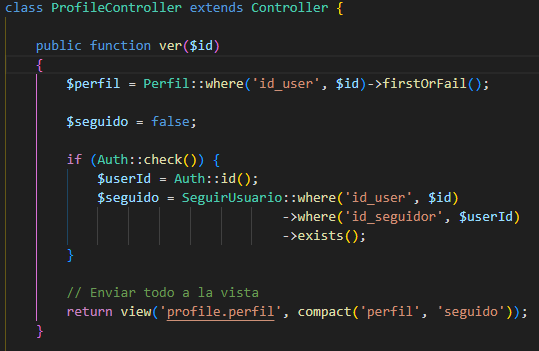 class ProfileController extends Controller {
public function ver($id)
{
$perfil = Perfil::where('id_user', $id)->firstOrFail();
$seguido = false;
if (Auth::check()) {
$userId = Auth::id();
$seguido = SeguirUsuario::where('id_user', $id)
->where('id_seguidor', $userId)
->exists();
}
// Enviar todo a la vista
return view('profile.perfil', compact('perfil', 'seguido'));
}